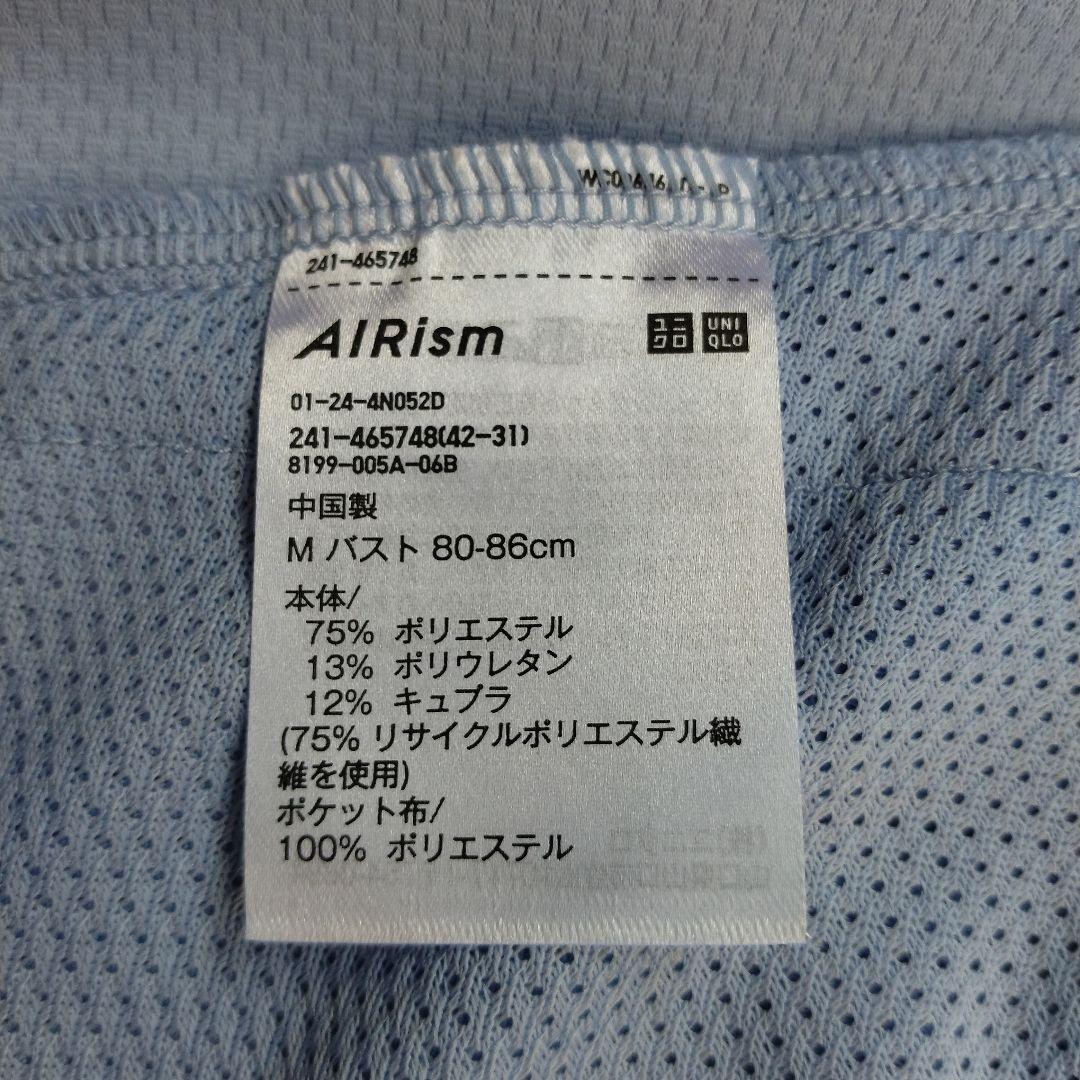 241-465748
AIRism
ユニクロ
UNIQLO
01-24-4N052D
241-465748(42-31)
8199-005A-06B
中国製
M バスト 80-86cm
本体/
75% ポリエステル
13% ポリウレタン
12% キュプラ
(75% リサイクルポリエステル繊
維を使用)
ポケット布/
100% ポリエステル